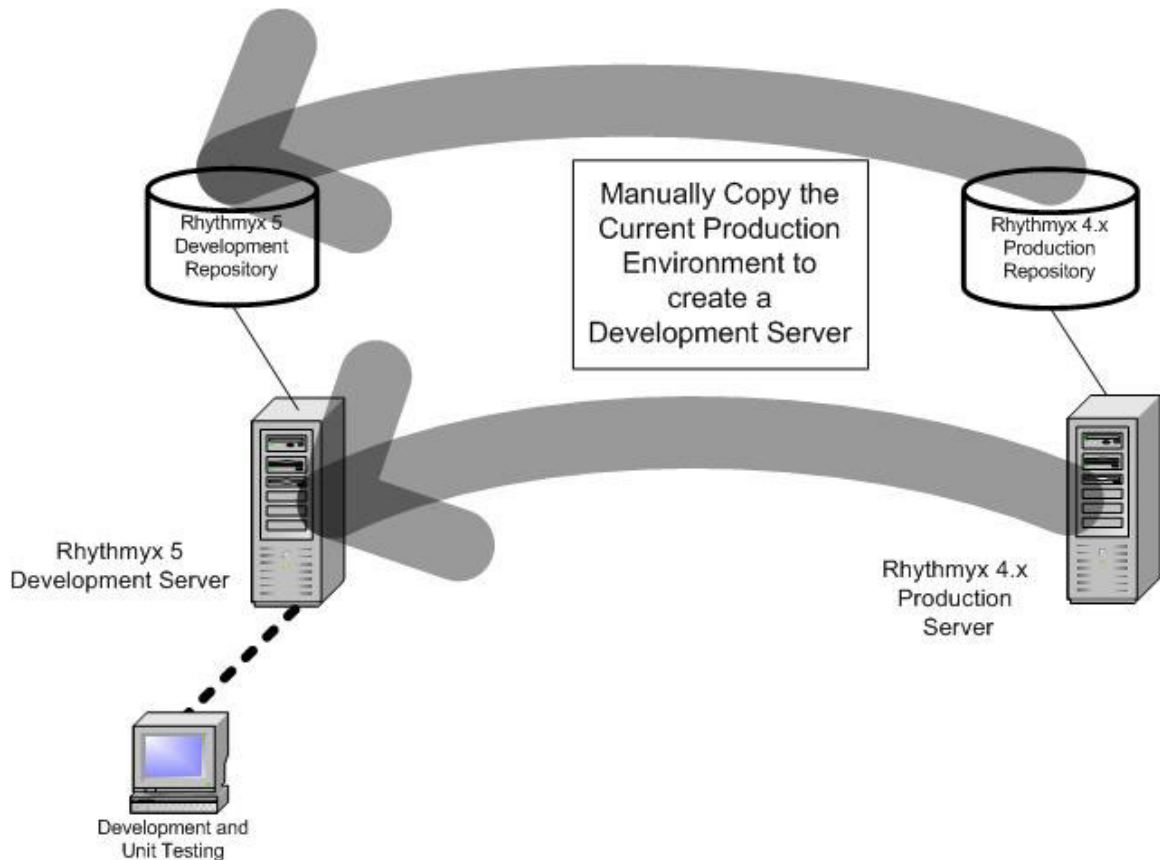 Rhythmyx 5
Development
Repository
Manually Copy the
Current Production
Environment to
create a
Development Server
Rhythmyx 4.x
Production
Repository
Rhythmyx 5
Development Server
Rhythmyx 4.x
Production
Server
Development and
Unit Testing